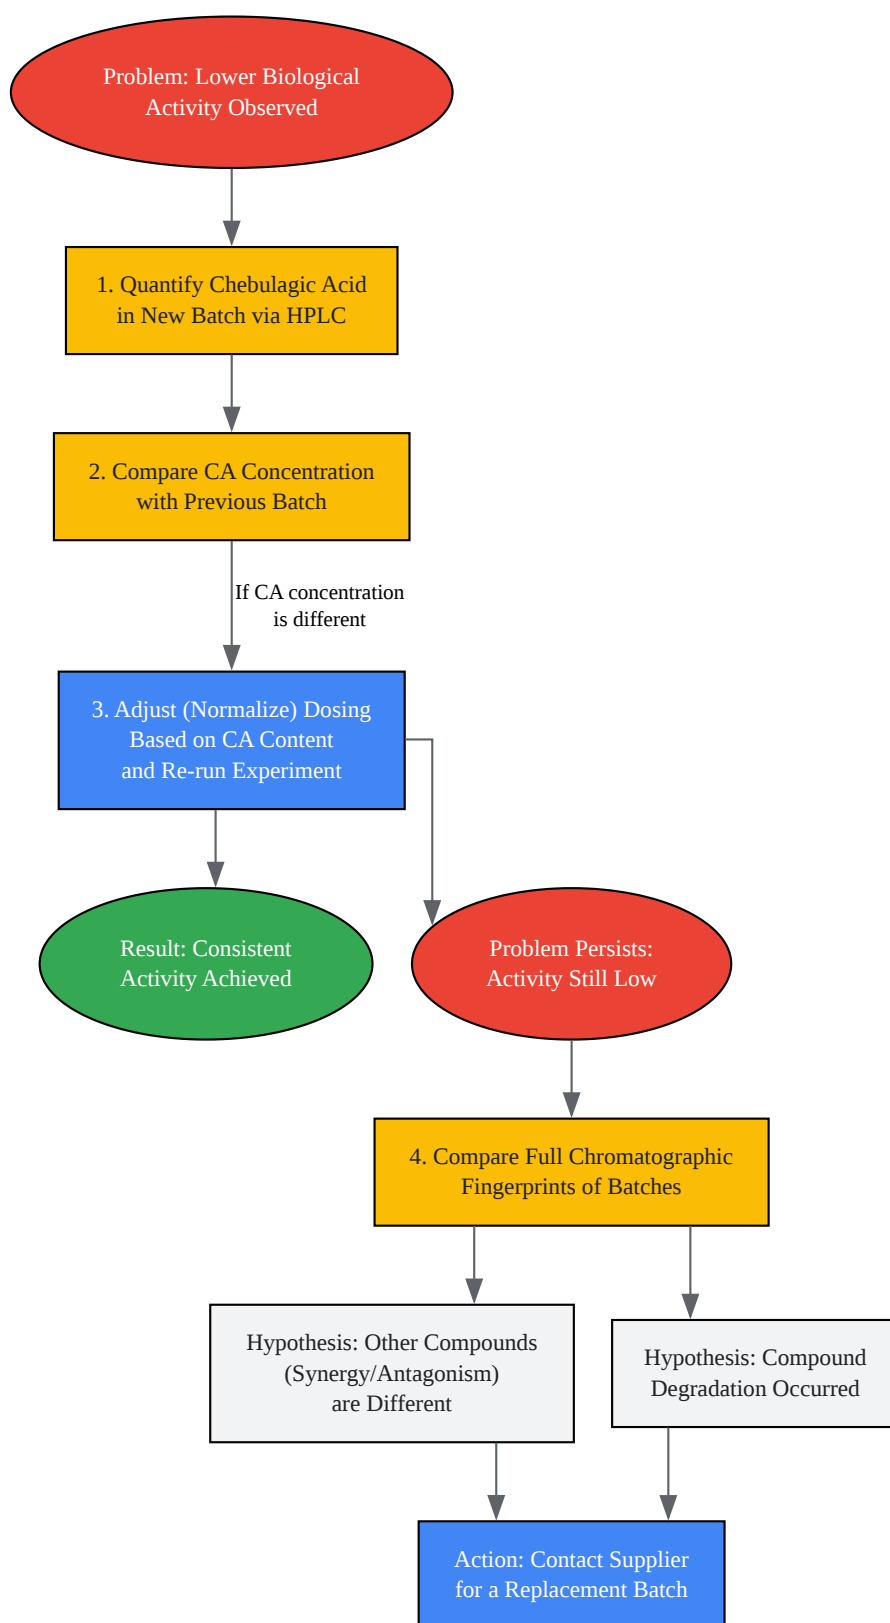 Problem: Lower Biological
Activity Observed
1. Quantify Chebulagic Acid
in New Batch via HPLC
2. Compare CA Concentration
with Previous Batch
If CA concentration
is different
3. Adjust (Normalize) Dosing
Based on CA Content
and Re-run Experiment
Result: Consistent
Activity Achieved
Problem Persists:
Activity Still Low
4. Compare Full Chromatographic
Fingerprints of Batches
Hypothesis: Other Compounds
(Synergy/Antagonism)
are Different
Hypothesis: Compound
Degradation Occurred
Action: Contact Supplier
for a Replacement Batch